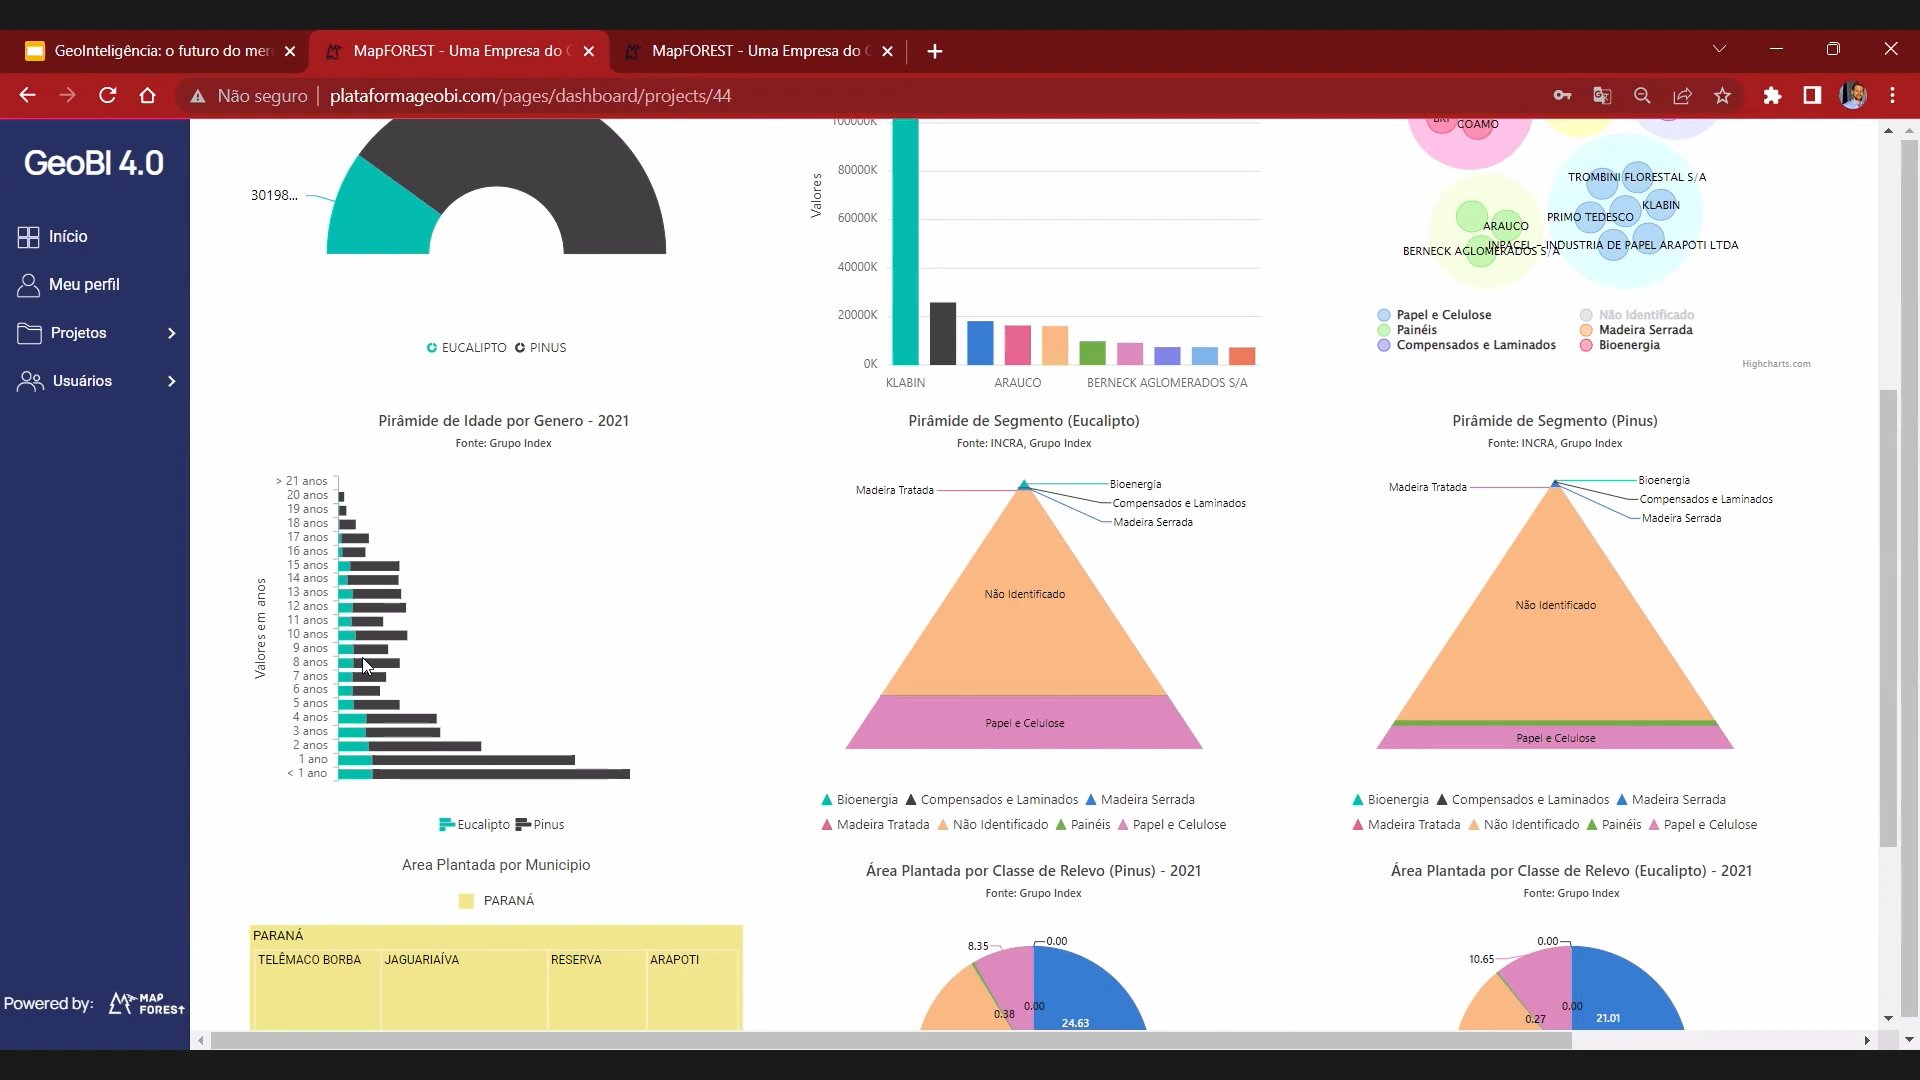 GeoInteligência: o futuro do mer
MapFOREST - Uma Empresa do G
MapFOREST - Uma Empresa do G
Não seguro
plataformageobi.com/pages/dashboard/projects/44
GeoBI 4.0
Início
Meu perfil
Projetos
Usuários
Powered by:
MAP
FOREST
30198...
EUCALIPTO
PINUS
Valores
100000K
80000K
60000K
40000K
20000K
0K
KLABIN
ARAUCO
BERNECK AGLOMERADOS S/A
COAMO
TROMBINI FLORESTAL S/A
KLABIN
PRIMO TEDESCO
ARAUCO
INPACEL - INDUSTRIA DE PAPEL ARAPOTI LTDA
BERNECK AGLOMERADOS S/A
Papel e Celulose
Não Identificado
Painéis
Madeira Serrada
Compensados e Laminados
Bioenergia
Highcharts.com
Pirâmide de Idade por Genero - 2021
Fonte: Grupo Index
Valores em anos
> 21 anos
20 anos
19 anos
18 anos
17 anos
16 anos
15 anos
14 anos
13 anos
12 anos
11 anos
10 anos
9 anos
8 anos
7 anos
6 anos
5 anos
4 anos
3 anos
2 anos
1 ano
< 1 ano
Eucalipto
Pinus
Pirâmide de Segmento (Eucalipto)
Fonte: INCRA, Grupo Index
Madeira Tratada
Bioenergia
Compensados e Laminados
Madeira Serrada
Não Identificado
Papel e Celulose
Bioenergia
Compensados e Laminados
Madeira Serrada
Madeira Tratada
Não Identificado
Painéis
Papel e Celulose
Pirâmide de Segmento (Pinus)
Fonte: INCRA, Grupo Index
Madeira Tratada
Bioenergia
Compensados e Laminados
Madeira Serrada
Não Identificado
Papel e Celulose
Bioenergia
Compensados e Laminados
Madeira Serrada
Madeira Tratada
Não Identificado
Painéis
Papel e Celulose
Area Plantada por Municipio
PARANÁ
PARANÁ
TELÊMACO BORBA
JAGUARIAÍVA
RESERVA
ARAPOTI
Área Plantada por Classe de Relevo (Pinus) - 2021
Fonte: Grupo Index
8.35
0.00
0.38
0.00
24.63
Área Plantada por Classe de Relevo (Eucalipto) - 2021
Fonte: Grupo Index
0.00
10.65
0.00
0.27
21.01